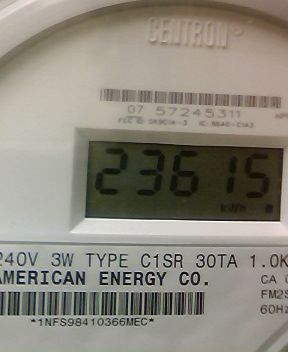 CENTRON
07 57245311
23615
kWh
240V 3W TYPE C1SR 30TA 1.0K
AMERICAN ENERGY CO.
CA
FM2S
60Hz
*1NFS98410366MEC*